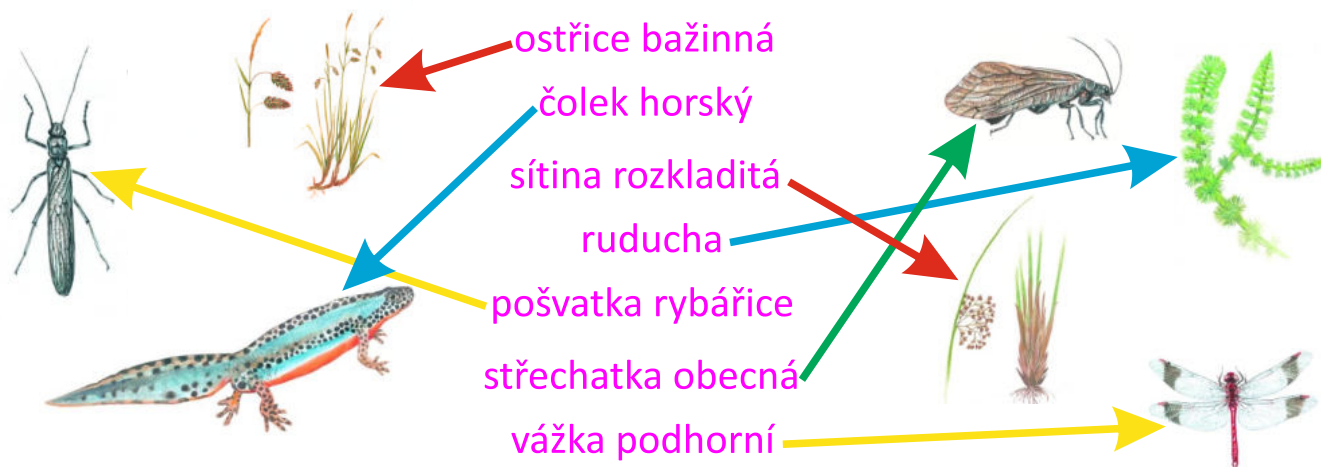 ostřice bažinná
čolek horský
sítina rozkladitá
ruducha
pošvatka rybářice
střechatka obecná
vážka podhorní